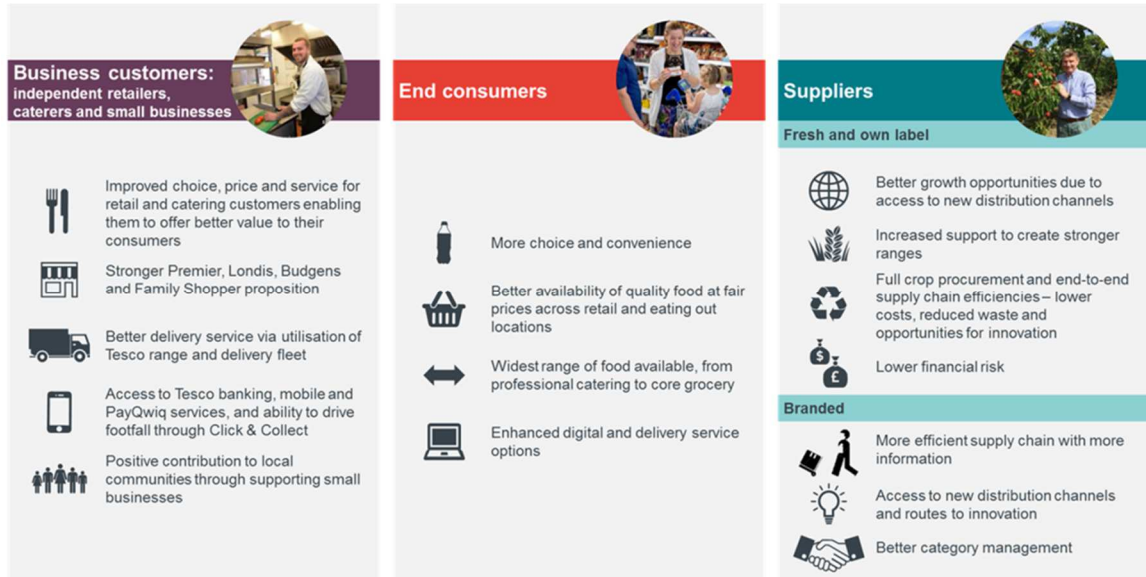 Business customers:
independent retailers,
caterers and small businesses
Improved choice, price and service for
retail and catering customers enabling
them to offer better value to their
consumers
Stronger Premier, Londis, Budgens
and Family Shopper proposition
Better delivery service via utilisation of
Tesco range and delivery fleet
Access to Tesco banking, mobile and
PayQwiq services, and ability to drive
footfall through Click & Collect
Positive contribution to local
communities through supporting small
businesses
End consumers
More choice and convenience
Better availability of quality food at fair
prices across retail and eating out
locations
Widest range of food available, from
professional catering to core grocery
Enhanced digital and delivery service
options
Suppliers
Fresh and own label
Better growth opportunities due to
access to new distribution channels
Increased support to create stronger
ranges
Full crop procurement and end-to-end
supply chain efficiencies – lower
costs, reduced waste and
opportunities for innovation
$
£
Lower financial risk
Branded
More efficient supply chain with more
information
Access to new distribution channels
and routes to innovation
Better category management